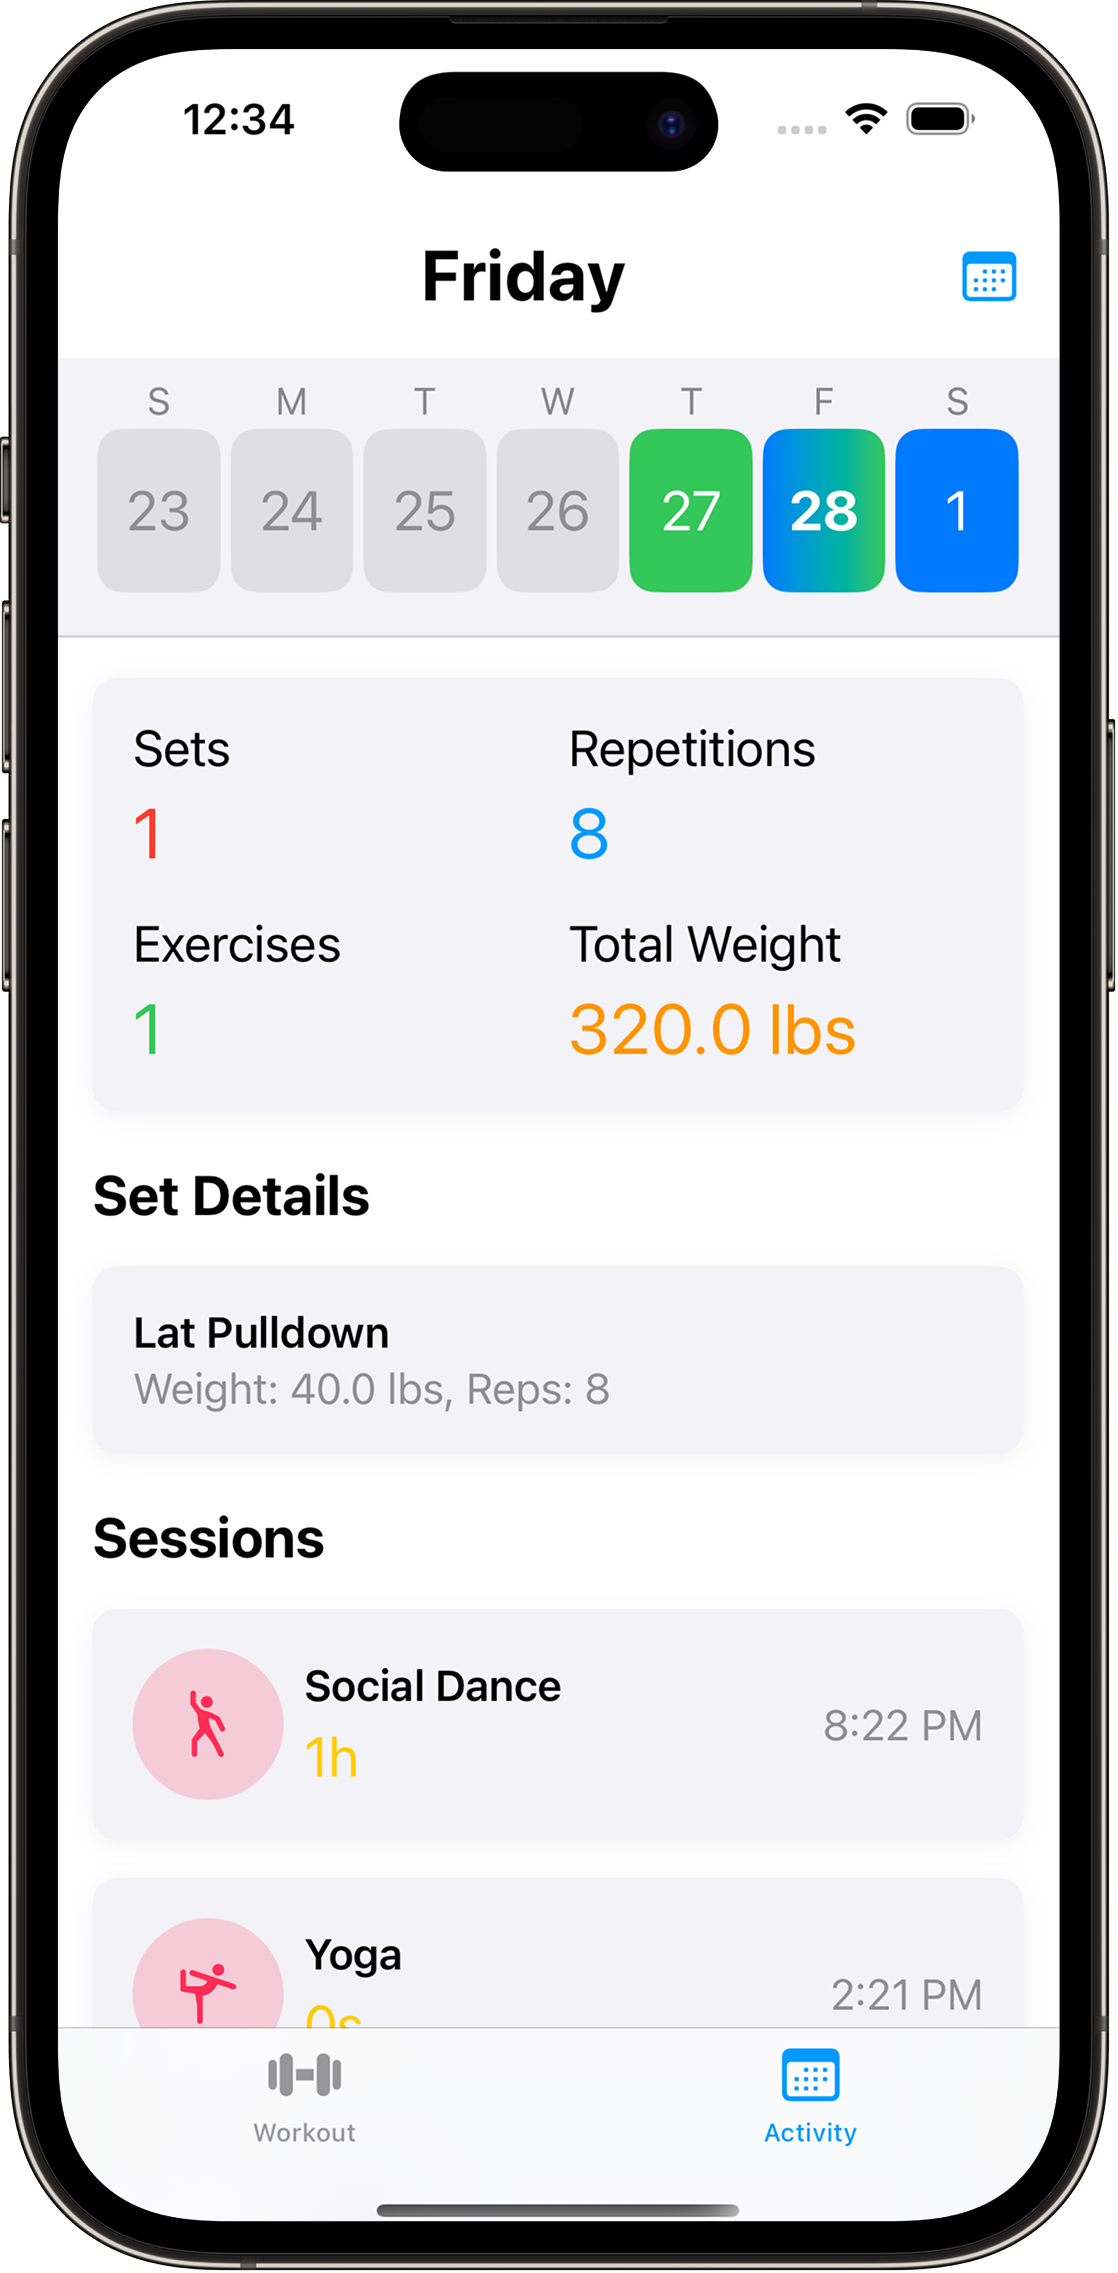 12:34
Friday
S M T W T F S
23 24 25 26 27 28 1
Sets Repetitions
1 8
Exercises Total Weight
1 320.0 lbs
Set Details
Lat Pulldown
Weight: 40.0 lbs, Reps: 8
Sessions
Social Dance
1h
8:22 PM
Yoga
0s
2:21 PM
Workout Activity